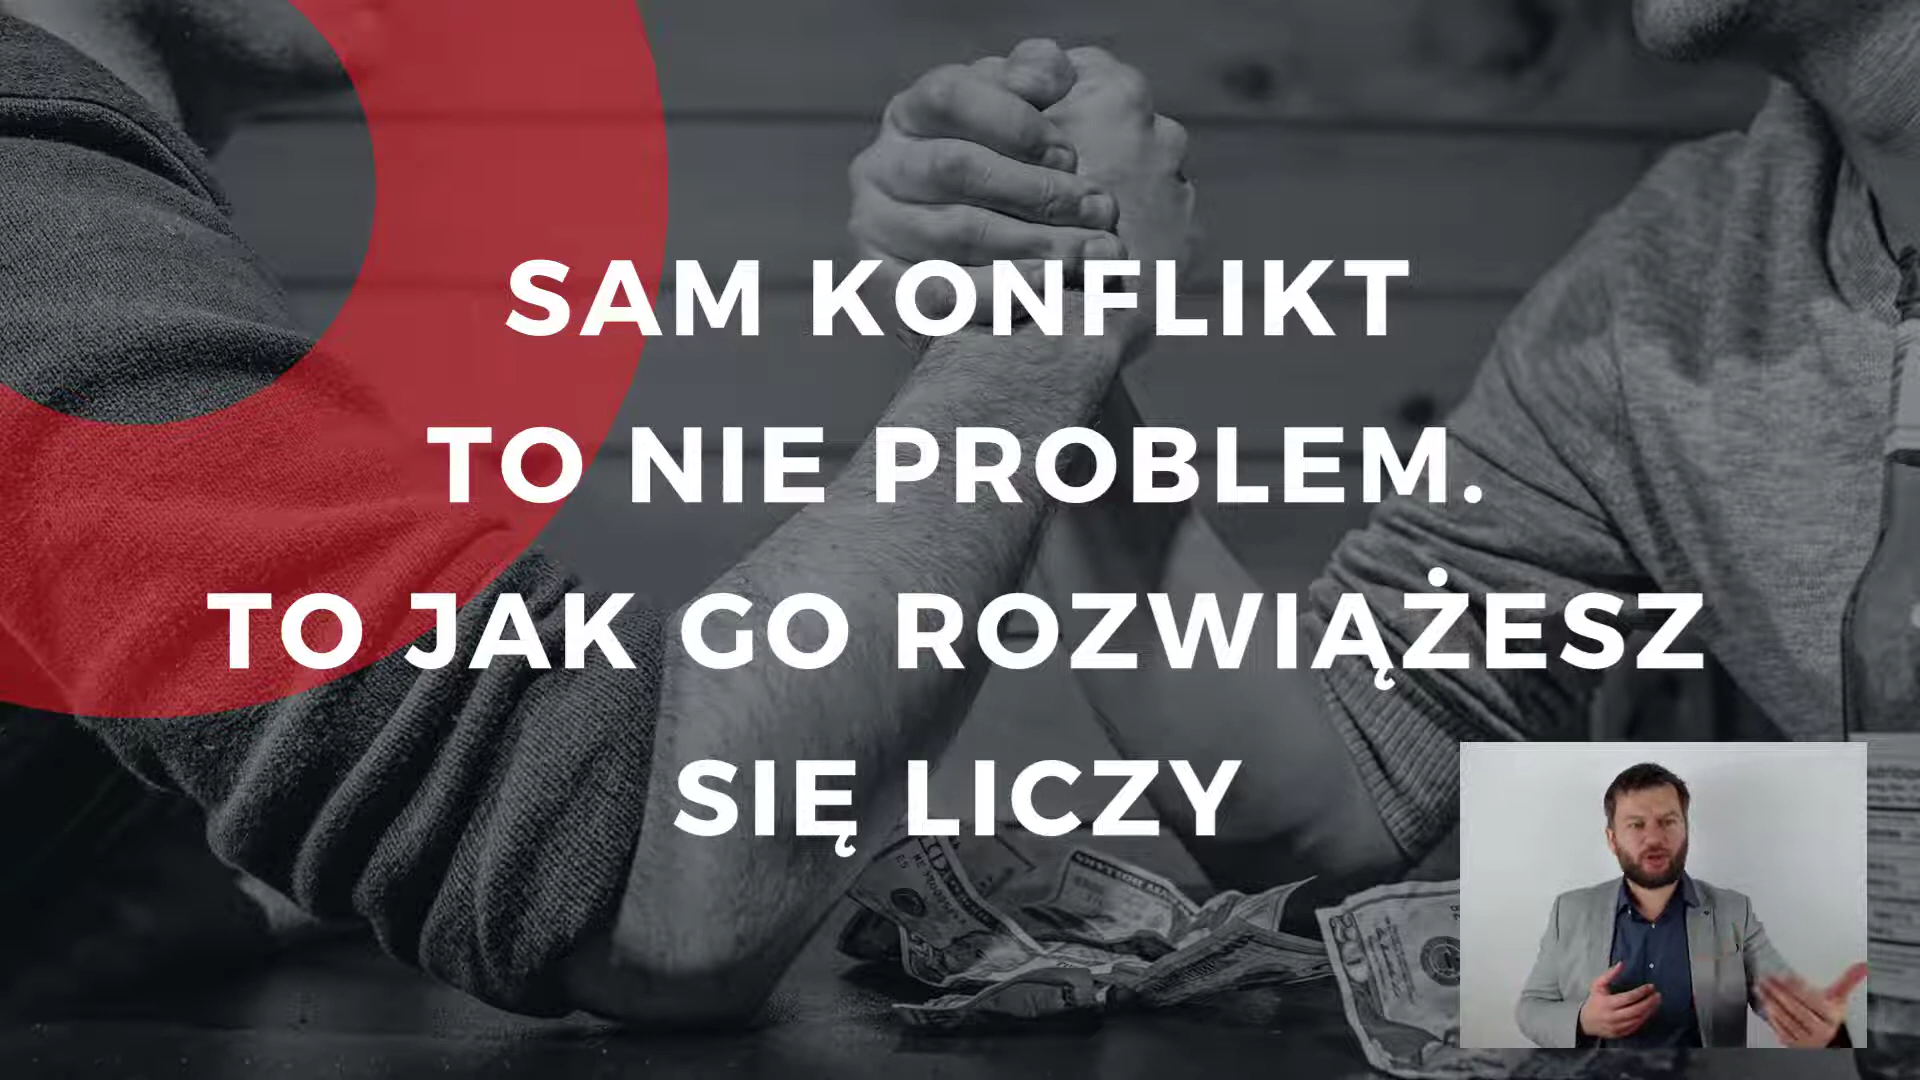 SAM KONFLIKT
TO NIE PROBLEM.
TO JAK GO ROZWIĄŻESZ
SIĘ LICZY